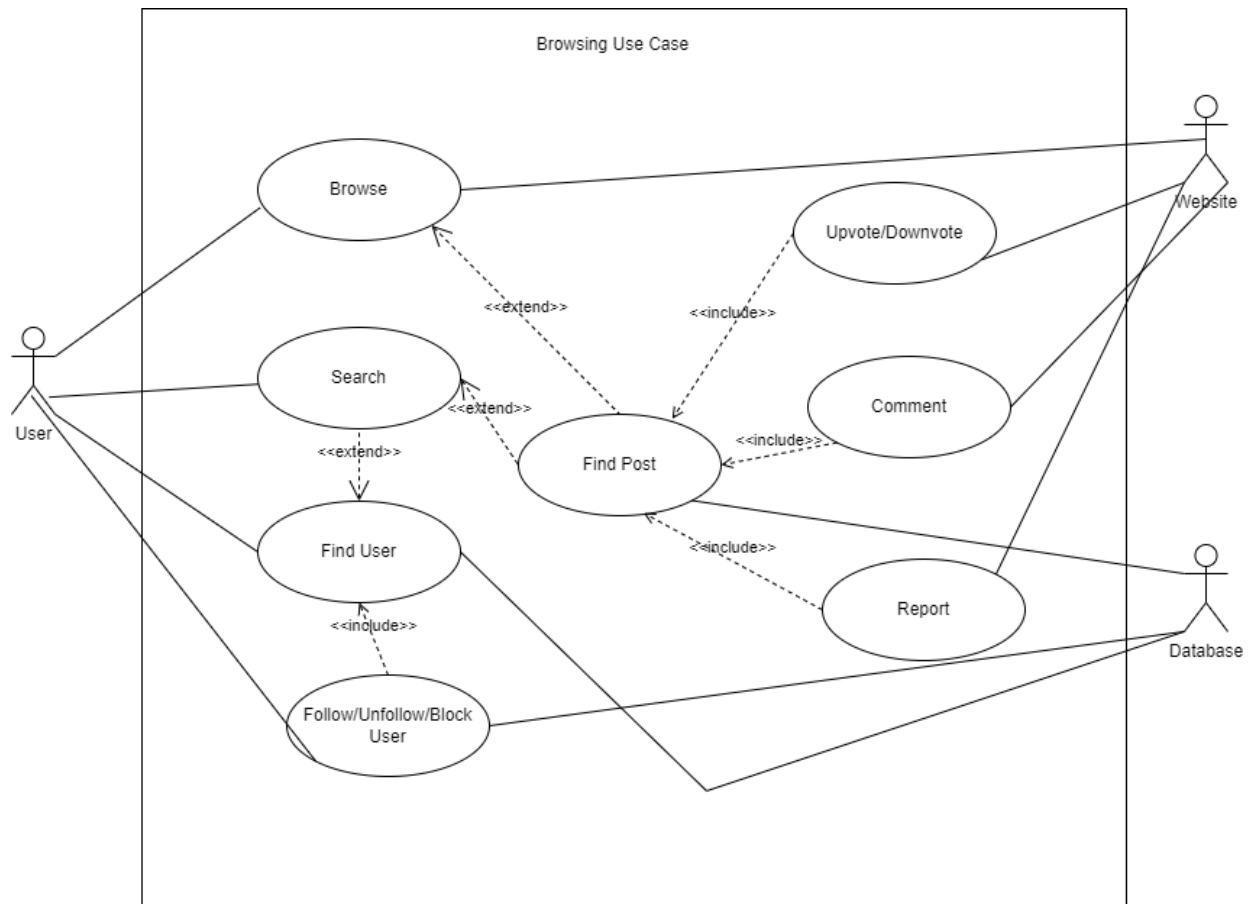 Browsing Use Case
Browse
Website
Upvote/Downvote
<<extend>>
<<include>>
Search
<<extend>>
Comment
User
<<include>>
<<extend>>
Find Post
Find User
<<include>>
Report
<<include>>
Database
Follow/Unfollow/Block
User